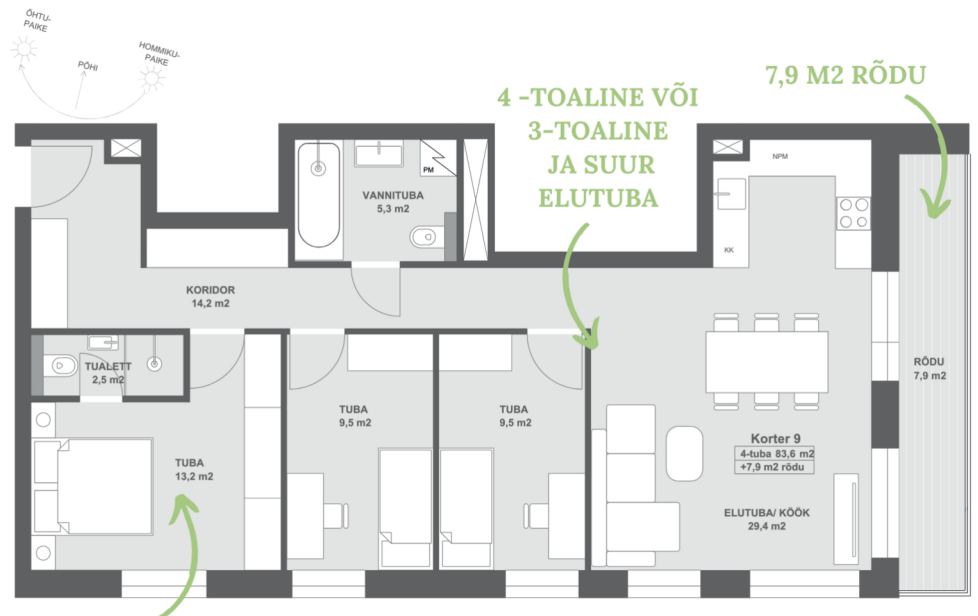 ÕHTU-
PAIKE
PÕHI
HOMMIKU-
PAIKE
4 -TOALINE VÕI
3-TOALINE
JA SUUR
ELUTUBA
7,9 M2 RÕDU
PM
VANNITUBA
5,3 m2
NPM
KK
KORIDOR
14,2 m2
TUALETT
2,5 m2
TUBA
13,2 m2
TUBA
9,5 m2
TUBA
9,5 m2
Korter 9
4-tuba 83,6 m2
+7,9 m2 rõdu
ELUTUBA/ KÖÖK
29,4 m2
RÕDU
7,9 m2